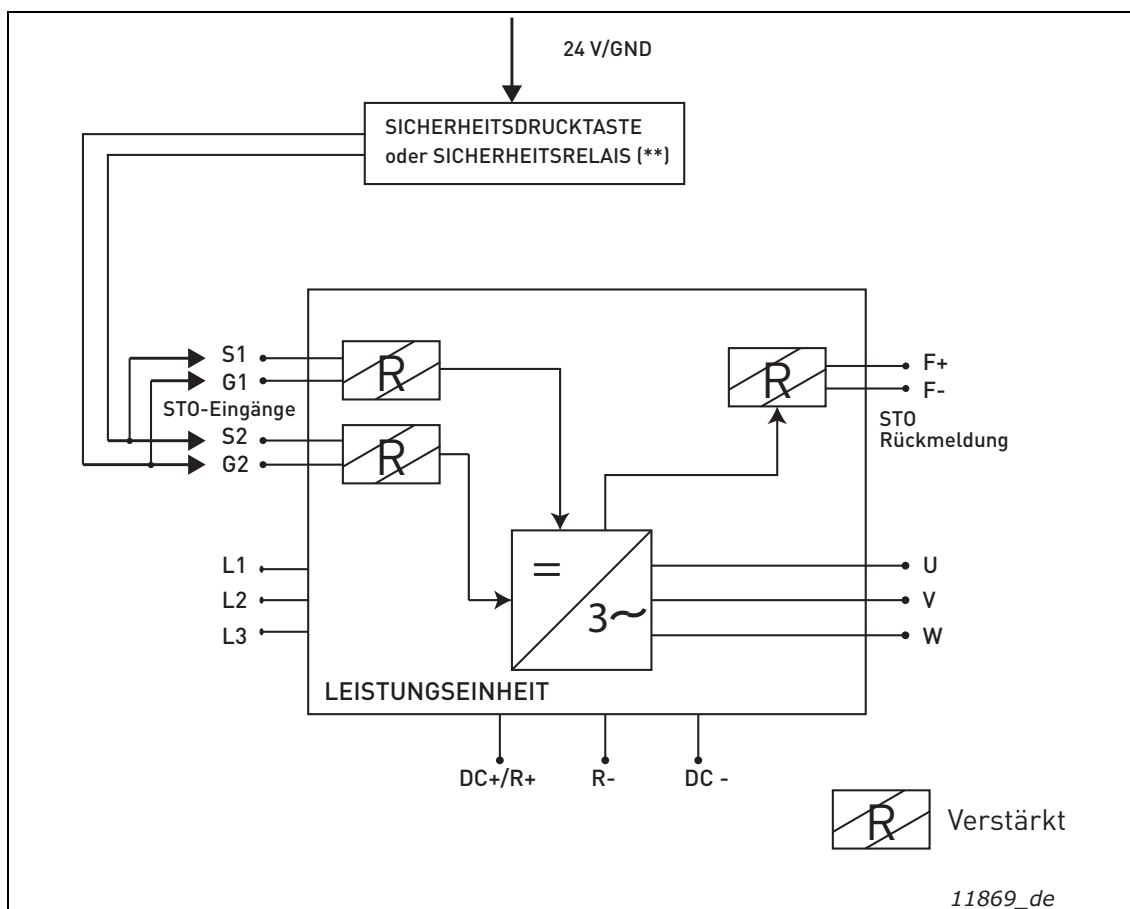 24 V/GND
SICHERHEITSDRUCKTASTE
oder SICHERHEITSRELAIS (**)
S1
G1
STO-Eingänge
S2
G2
R
R
R
F+
F-
STO
Rückmeldung
L1
L2
L3
=
3~
U
V
W
LEISTUNGSEINHEIT
DC+/R+
R-
DC -
R
Verstärkt
11869_de